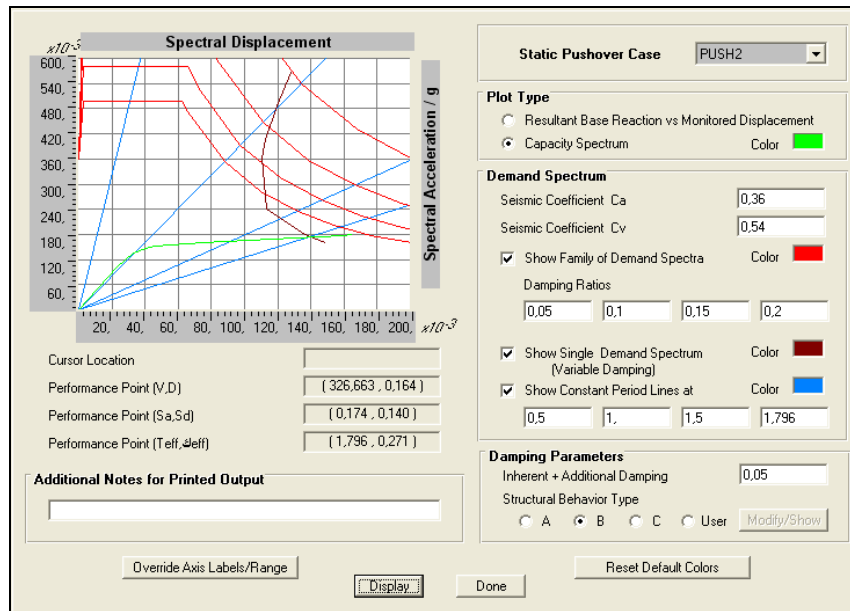 Spectral Displacement
x10-3
600,
540,
480,
420,
360,
300,
240,
180,
120,
60,
Spectral Acceleration / g
20, 40, 60, 80, 100, 120, 140, 160, 180, 200, x10-3
Cursor Location
Performance Point (V,D) ( 326,663 , 0,164 )
Performance Point (Sa,Sd) ( 0,174 , 0,140 )
Performance Point (Teff,ڪeff) ( 1,796 , 0,271 )
Additional Notes for Printed Output
Override Axis Labels/Range
Display
Static Pushover Case PUSH2
Plot Type
Resultant Base Reaction vs Monitored Displacement
Capacity Spectrum Color
Demand Spectrum
Seismic Coefficient Ca 0,36
Seismic Coefficient Cv 0,54
Show Family of Demand Spectra Color
Damping Ratios
0,05 0,1 0,15 0,2
Show Single Demand Spectrum Color
(Variable Damping)
Show Constant Period Lines at Color
0,5 1, 1,5 1,796
Damping Parameters
Inherent + Additional Damping 0,05
Structural Behavior Type
A B C User Modify/Show
Reset Default Colors
Done